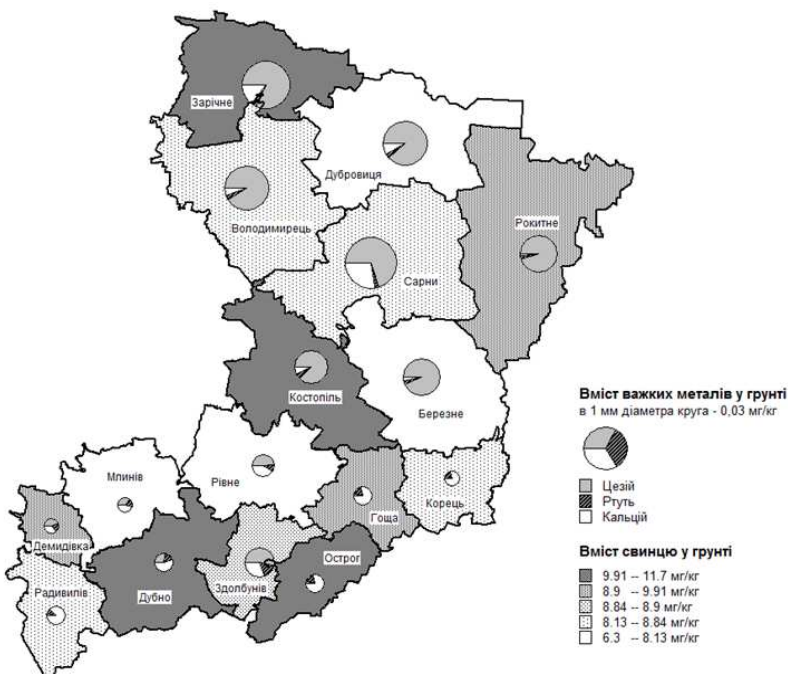 Зарічне
Дубровиця
Володимирець
Рокитне
Сарни
Костопіль
Березне
Млинів
Рівне
Гоща
Корець
Демидівка
Радивилів
Дубно
Здолбунів
Острог
Вміст важких металів у грунті
в 1 мм діаметра круга - 0,03 мг/кг
Цезій
Ртуть
Кальцій
Вміст свинцю у грунті
9.91 -- 11.7 мг/кг
8.9 -- 9.91 мг/кг
8.84 -- 8.9 мг/кг
8.13 -- 8.84 мг/кг
6.3 -- 8.13 мг/кг